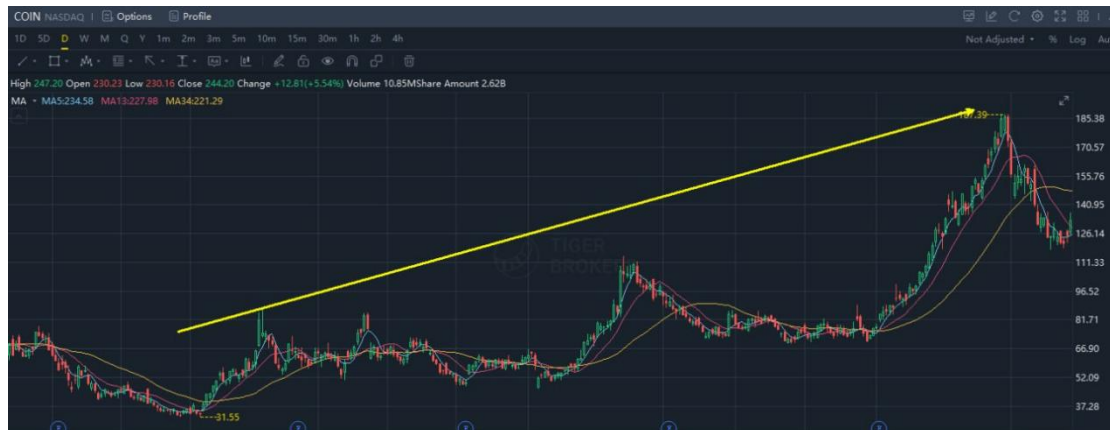 COIN NASDAQ Options Profile
1D 5D D W M Q Y 1m 2m 3m 5m 10m 15m 30m 1h 2h 4h Not Adjusted % Log Au
High 247.20 Open 230.23 Low 230.16 Close 244.20 Change +12.81(+5.54%) Volume 10.85MShare Amount 2.62B
MA MA5:234.58 MA13:227.98 MA34:221.29
187.39
185.38
170.57
155.76
140.95
126.14
TIGER
BROKE
111.33
96.52
81.71
66.90
52.09
37.28
31.55